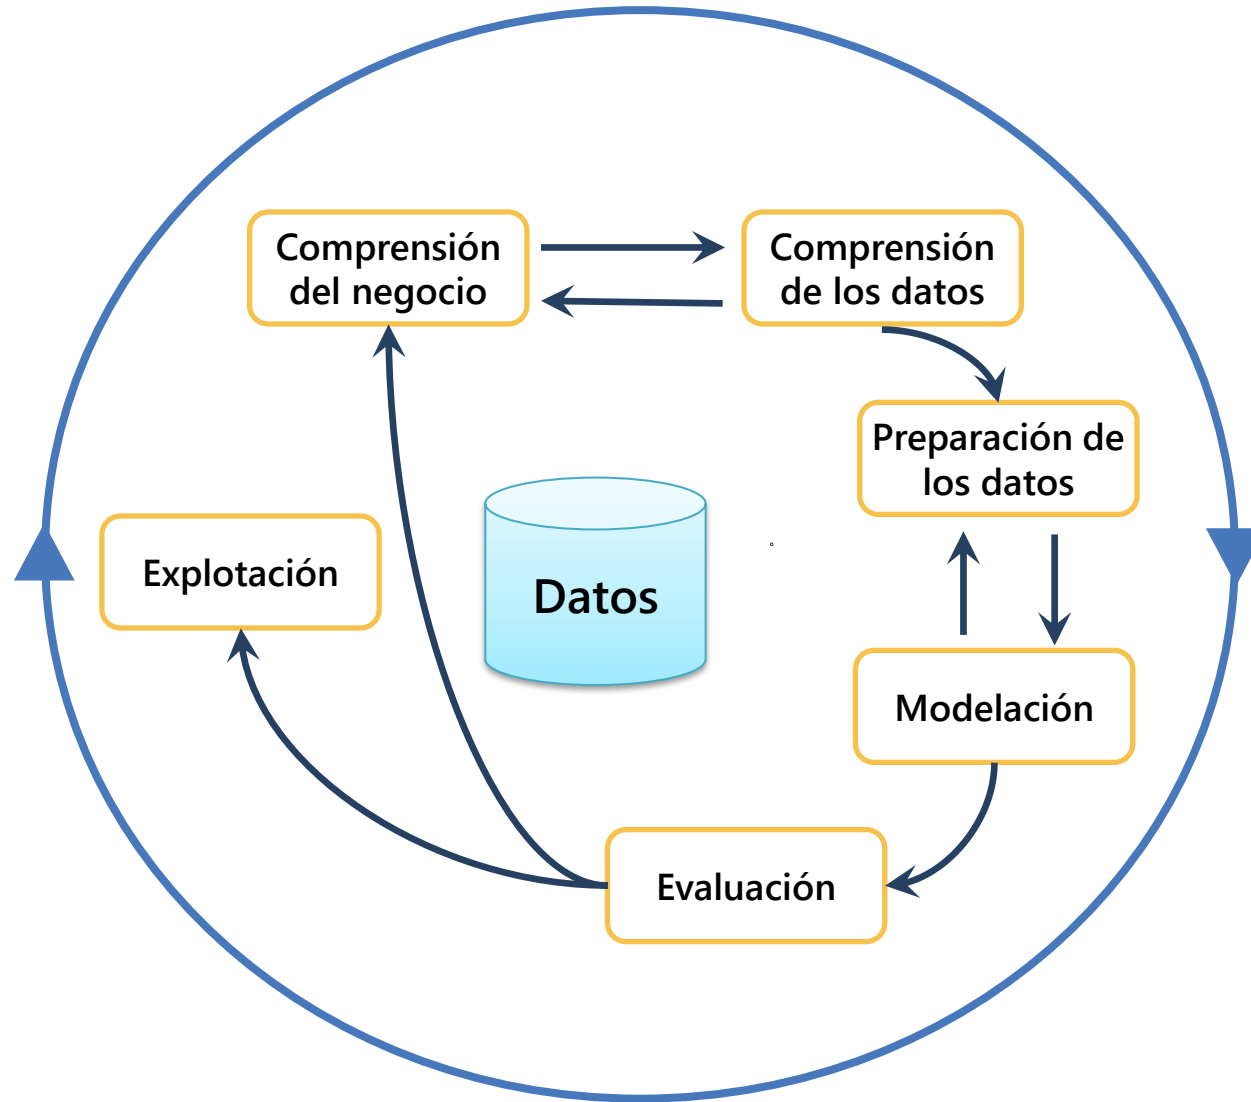 Comprensión
del negocio
Comprensión
de los datos
Preparación de
los datos
Explotación
Datos
Modelación
Evaluación